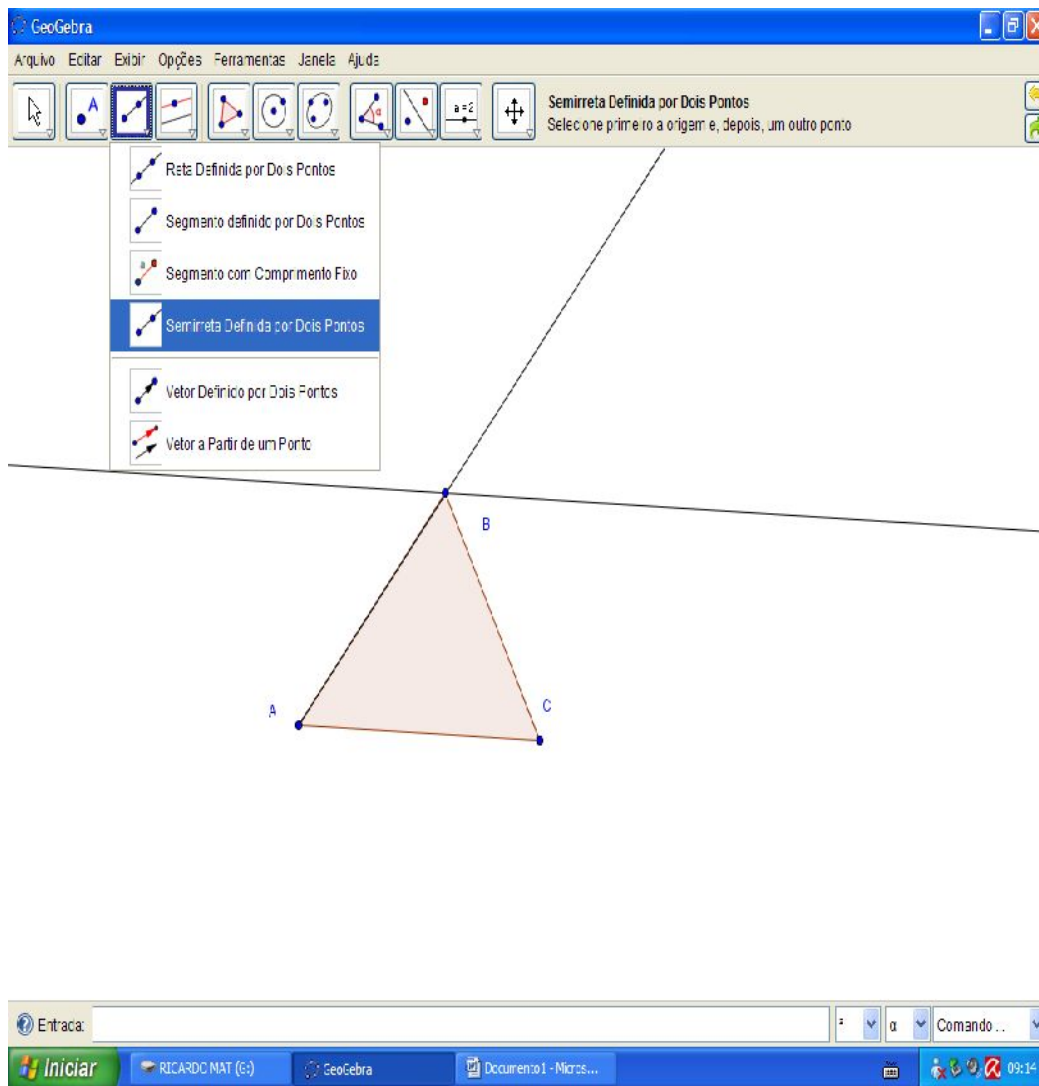 GeoGebra
Arquivo Editar Exibir Opções Ferramentas Janela Ajuda
A
α
a=2
Semirreta Definida por Dois Pontos
Selecione primeiro a origem e, depois, um outro ponto
Reta Definida por Dois Pontos
Segmento definido por Dois Pontos
a
Segmento com Comprimento Fixo
Semirreta Definida por Dois Pontos
Vetor Definido por Dois Pontos
Vetor a Partir de um Ponto
B
A
C
Entrada:
² α Comando ...
Iniciar RICARDO MAT (G:) GeoGebra Documento1 - Micros... 09:14